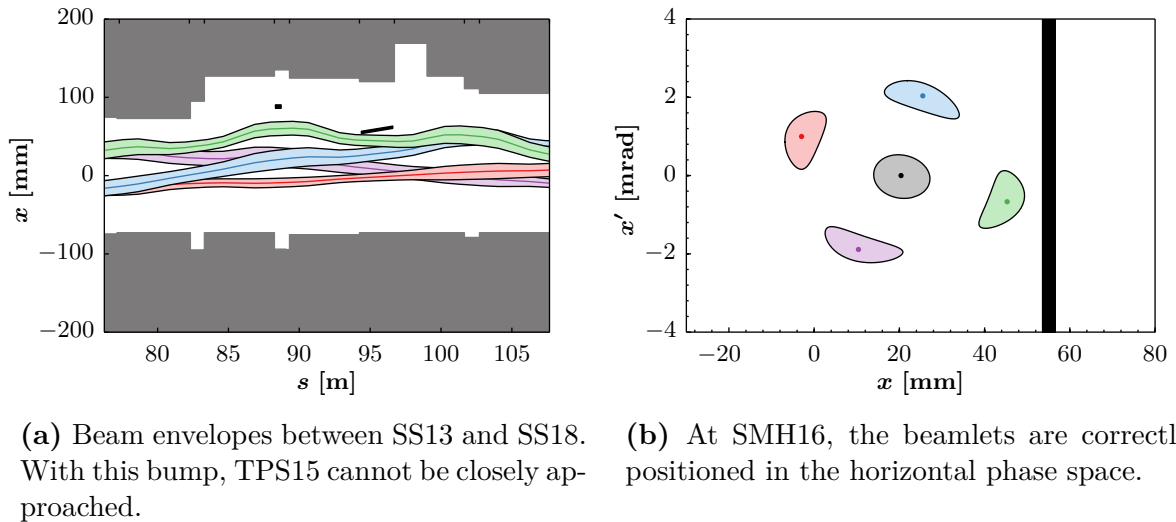 200
100
0
−100
−200
x [mm]
80 85 90 95 100 105
s [m]
4
2
0
−2
−4
x′ [mrad]
−20 0 20 40 60 80
x [mm]
(a) Beam envelopes between SS13 and SS18.
With this bump, TPS15 cannot be closely ap-
proached.
(b) At SMH16, the beamlets are correctl
positioned in the horizontal phase space.